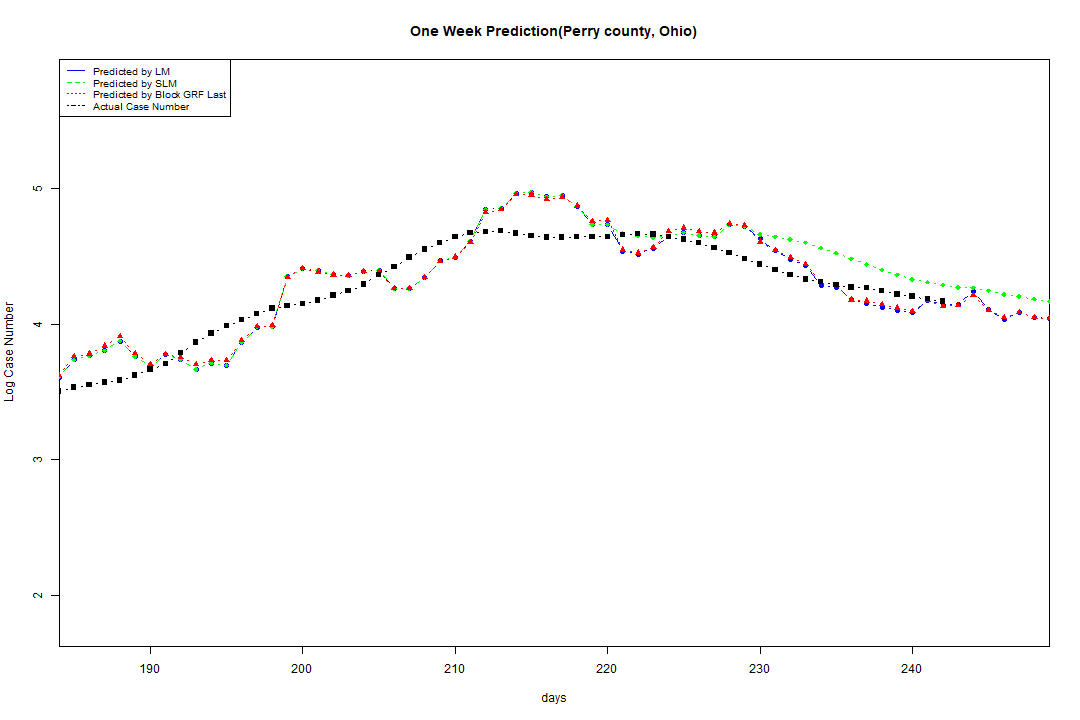 One Week Prediction(Perry county, Ohio)
Predicted by LM
Predicted by SLM
Predicted by Block GRF Last
Actual Case Number
5
4
3
2
Log Case Number
190 200 210 220 230 240
days